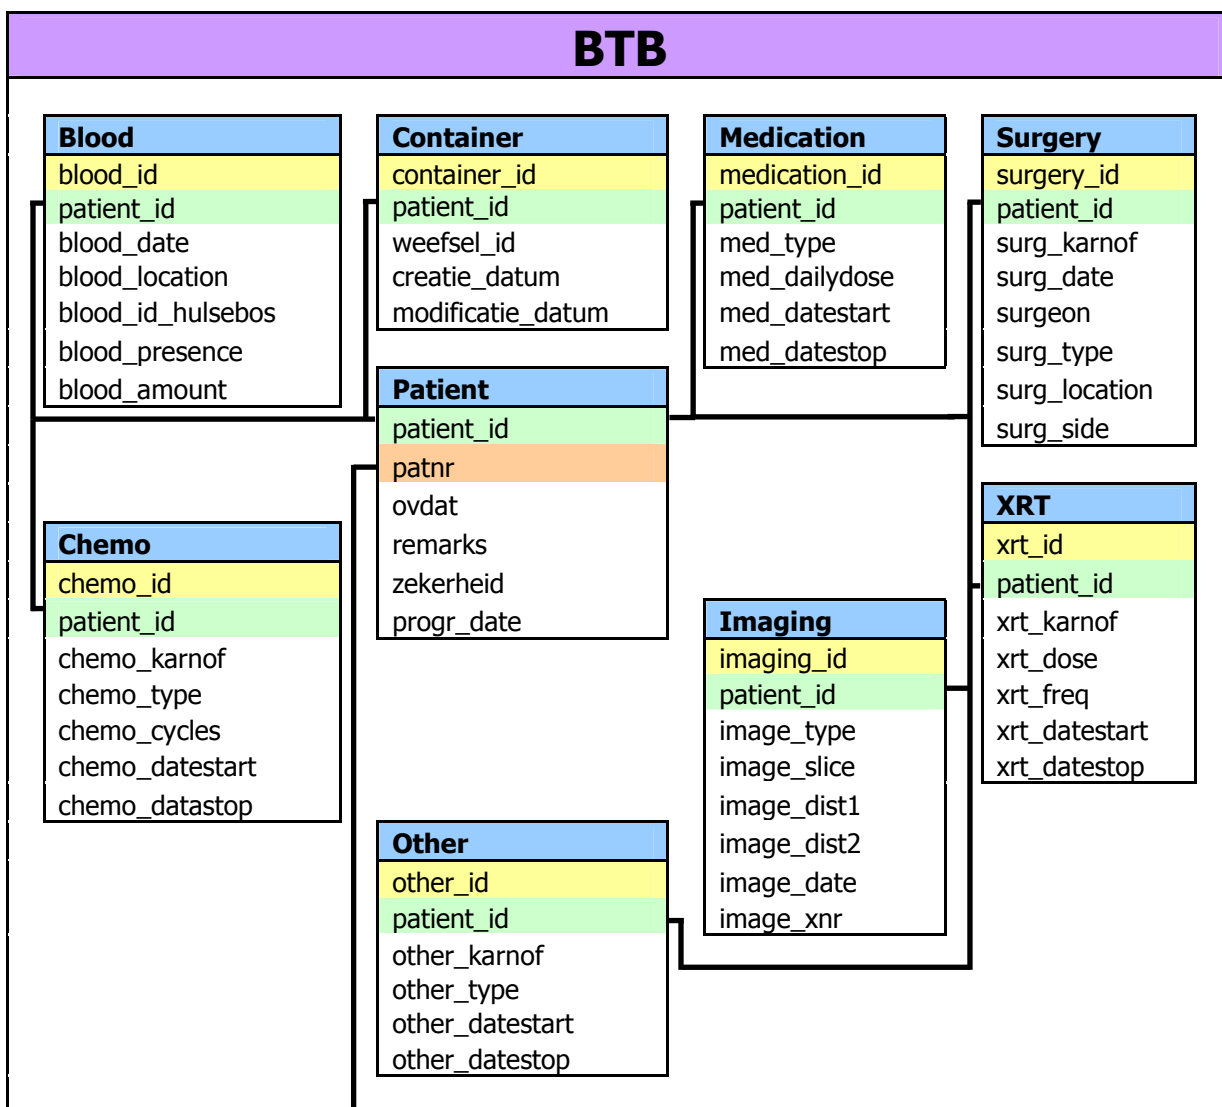 BTB
Blood
blood_id
patient_id
blood_date
blood_location
blood_id_hulsebos
blood_presence
blood_amount
Container
container_id
patient_id
weefsel_id
creatie_datum
modificatie_datum
Medication
medication_id
patient_id
med_type
med_dailydose
med_datestart
med_datestop
Surgery
surgery_id
patient_id
surg_karnof
surg_date
surgeon
surg_type
surg_location
surg_side
Patient
patient_id
patnr
ovdat
remarks
zekerheid
progr_date
XRT
xrt_id
patient_id
xrt_karnof
xrt_dose
xrt_freq
xrt_datestart
xrt_datestop
Chemo
chemo_id
patient_id
chemo_karnof
chemo_type
chemo_cycles
chemo_datestart
chemo_datastop
Imaging
imaging_id
patient_id
image_type
image_slice
image_dist1
image_dist2
image_date
image_xnr
Other
other_id
patient_id
other_karnof
other_type
other_datestart
other_datestop